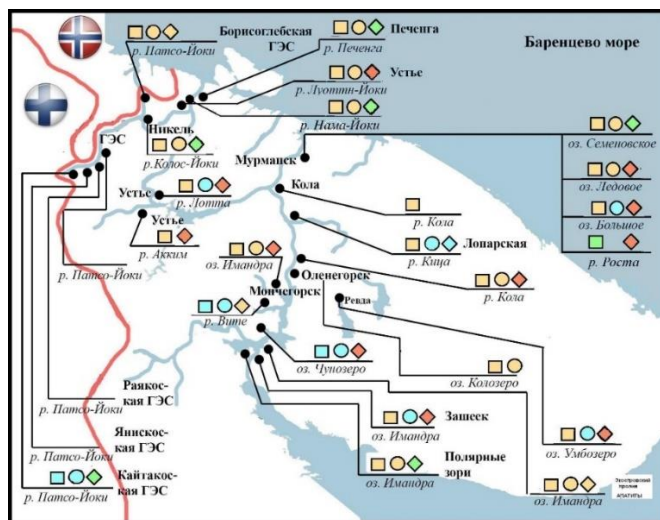 Борисоглебская
ГЭС
р. Патсо-Йоки
Печенга
р. Печенга
Баренцево море
Устье
р. Луоттн-Йоки
р. Нама-Йоки
Никель
р.Колос-Йоки
ГЭС
Мурманск
оз. Семеновское
оз. Ледовое
оз. Большое
р. Роста
Устье
р. Лотта
Кола
р. Кола
Устье
р. Акким
р. Патсо-Йоки
Лопарская
р. Кица
оз. Имандра
Оленегорск
р. Кола
Мончегорск
Ревда
р. Вите
оз. Чунозеро
оз. Колозеро
Раякос-
кая ГЭС
р. Патсо-Йоки
Зашеек
оз. Имандра
оз. Умбозеро
Янискос-
кая ГЭС
р. Патсо-Йоки
Кайтакос-
кая ГЭС
р. Патсо-Йоки
Полярные
зори
оз. Имандра
оз. Имандра
АПАТИТЫ